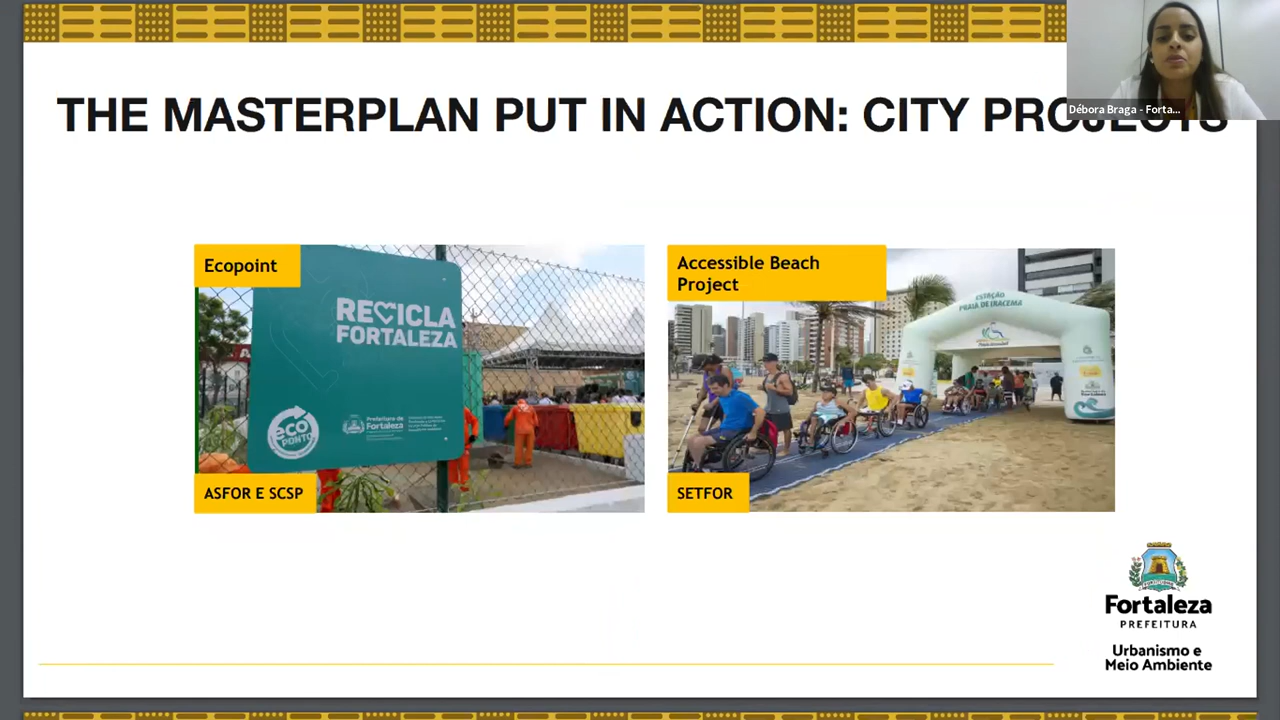 THE MASTERPLAN PUT IN ACTION: CITY PROJECTS
Débora Braga - Forta...
Ecopoint
RECICLA
FORTALEZA
eco
PONTO
Prefeitura de
Fortaleza
ASFOR E SCSP
Accessible Beach
Project
ESTAÇÃO
PRAIA DE IRACEMA
SETFOR
Fortaleza
PREFEITURA
Urbanismo e
Meio Ambiente